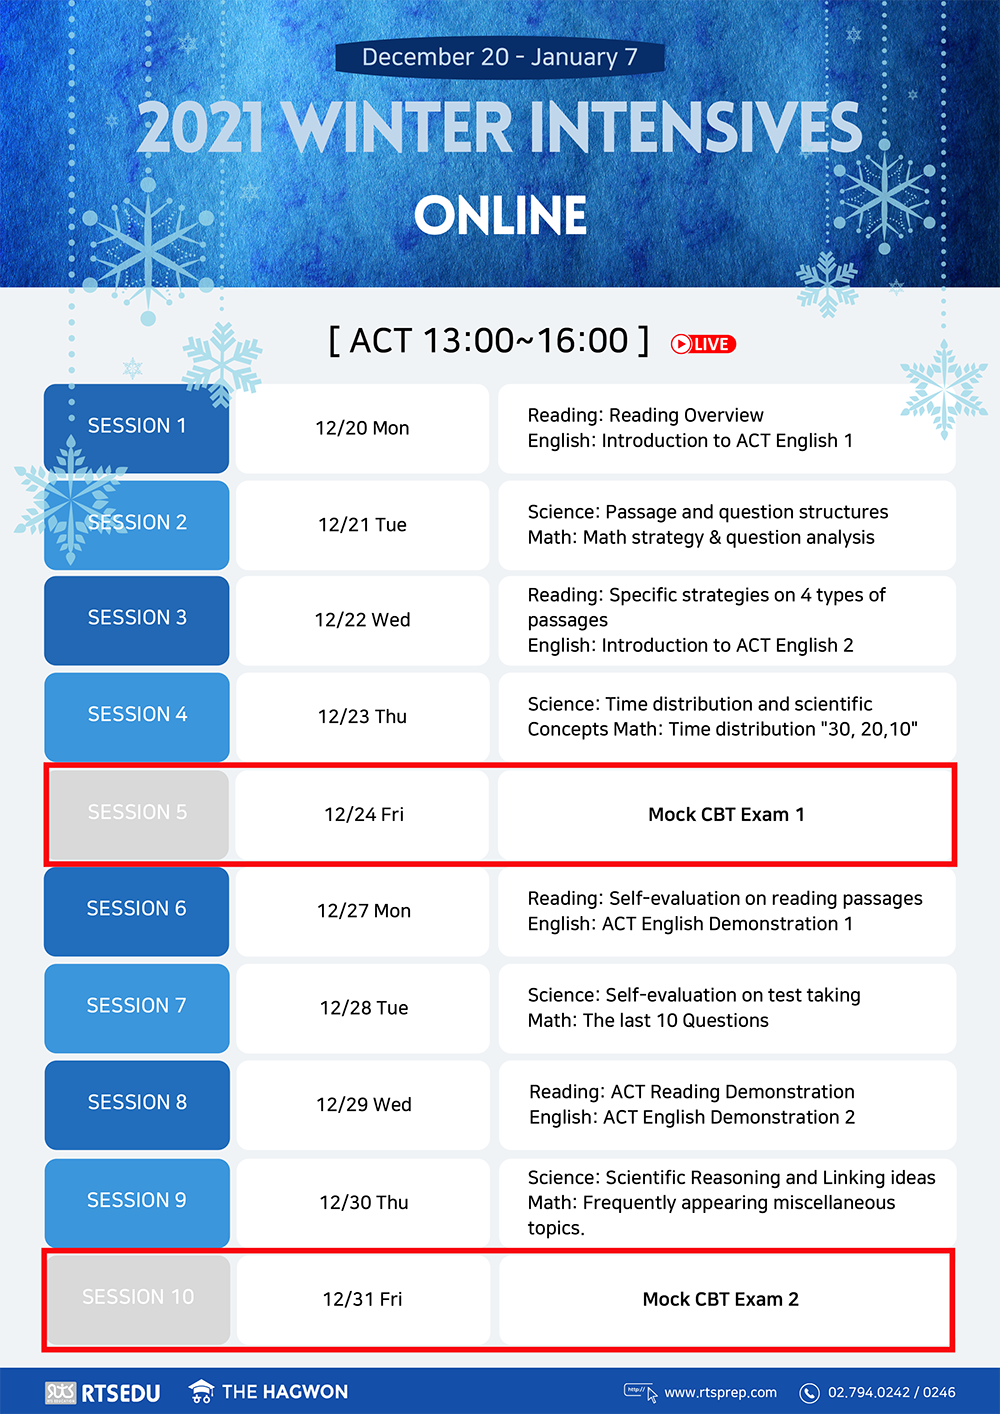 December 20 - January 7
2021 WINTER INTENSIVES
ONLINE
[ ACT 13:00~16:00 ] LIVE
SESSION 1
12/20 Mon
Reading: Reading Overview
English: Introduction to ACT English 1
SESSION 2
12/21 Tue
Science: Passage and question structures
Math: Math strategy & question analysis
SESSION 3
12/22 Wed
Reading: Specific strategies on 4 types of
passages
English: Introduction to ACT English 2
SESSION 4
12/23 Thu
Science: Time distribution and scientific
Concepts Math: Time distribution "30, 20,10"
SESSION 5
12/24 Fri
Mock CBT Exam 1
SESSION 6
12/27 Mon
Reading: Self-evaluation on reading passages
English: ACT English Demonstration 1
SESSION 7
12/28 Tue
Science: Self-evaluation on test taking
Math: The last 10 Questions
SESSION 8
12/29 Wed
Reading: ACT Reading Demonstration
English: ACT English Demonstration 2
SESSION 9
12/30 Thu
Science: Scientific Reasoning and Linking ideas
Math: Frequently appearing miscellaneous
topics.
SESSION 10
12/31 Fri
Mock CBT Exam 2
RTSEDU
THE HAGWON
http://
www.rtsprep.com
02.794.0242 / 0246